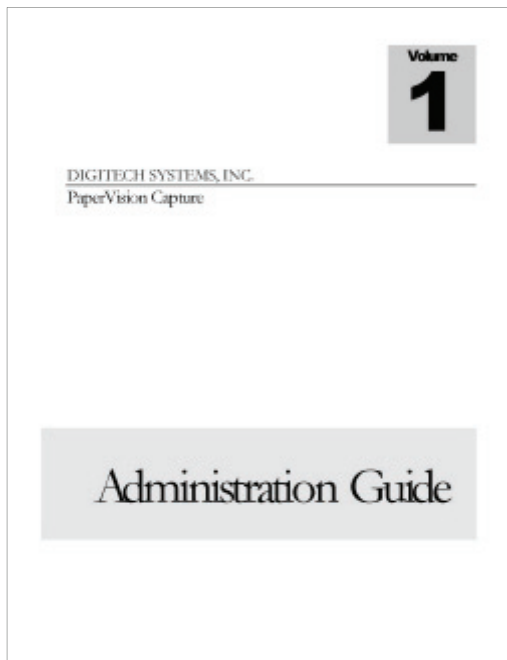 Volume
1
DIGITECH SYSTEMS, INC.
PaperVision Capture
Administration Guide